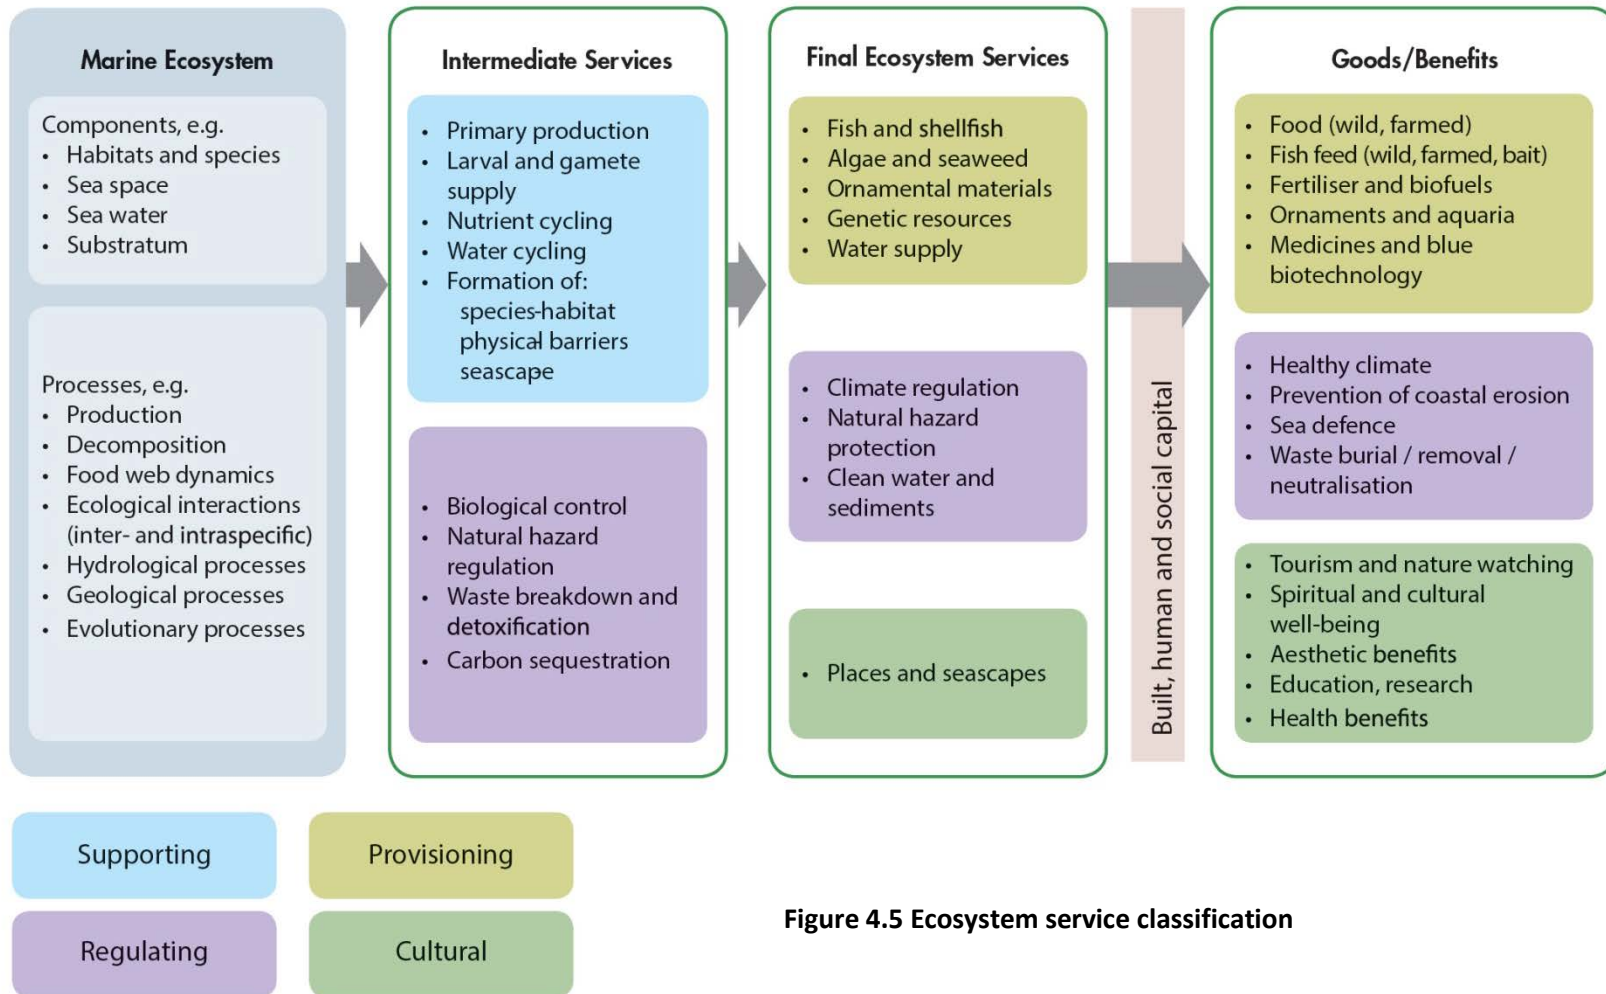 Marine Ecosystem
Components, e.g.
• Habitats and species
• Sea space
• Sea water
• Substratum
Processes, e.g.
• Production
• Decomposition
• Food web dynamics
• Ecological interactions
(inter- and intraspecific)
• Hydrological processes
• Geological processes
• Evolutionary processes
Intermediate Services
• Primary production
• Larval and gamete
supply
• Nutrient cycling
• Water cycling
• Formation of:
species-habitat
physical barriers
seascape
• Biological control
• Natural hazard
regulation
• Waste breakdown and
detoxification
• Carbon sequestration
Final Ecosystem Services
• Fish and shellfish
• Algae and seaweed
• Ornamental materials
• Genetic resources
• Water supply
• Climate regulation
• Natural hazard
protection
• Clean water and
sediments
• Places and seascapes
Built, human and social capital
Goods/Benefits
• Food (wild, farmed)
• Fish feed (wild, farmed, bait)
• Fertiliser and biofuels
• Ornaments and aquaria
• Medicines and blue
biotechnology
• Healthy climate
• Prevention of coastal erosion
• Sea defence
• Waste burial / removal /
neutralisation
• Tourism and nature watching
• Spiritual and cultural
well-being
• Aesthetic benefits
• Education, research
• Health benefits
Supporting
Provisioning
Regulating
Cultural
Figure 4.5 Ecosystem service classification